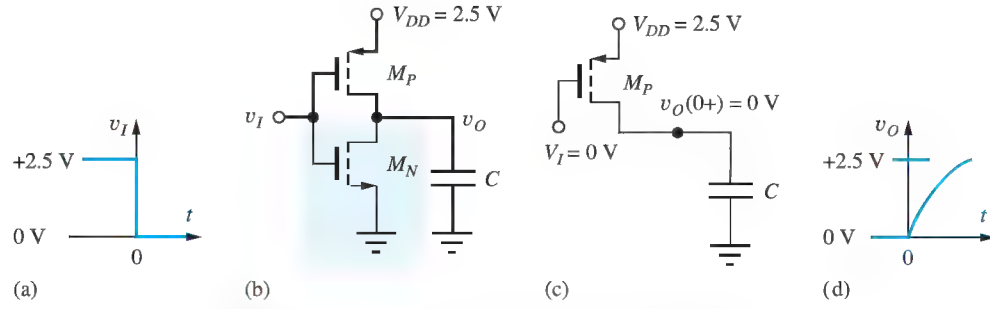 v_I
+2.5 V
0 V
t
0
(a)
V_DD = 2.5 V
M_P
v_I
v_O
M_N
C
(b)
V_DD = 2.5 V
M_P
v_O(0+) = 0 V
V_I = 0 V
C
(c)
v_O
+2.5 V
0 V
t
0
(d)